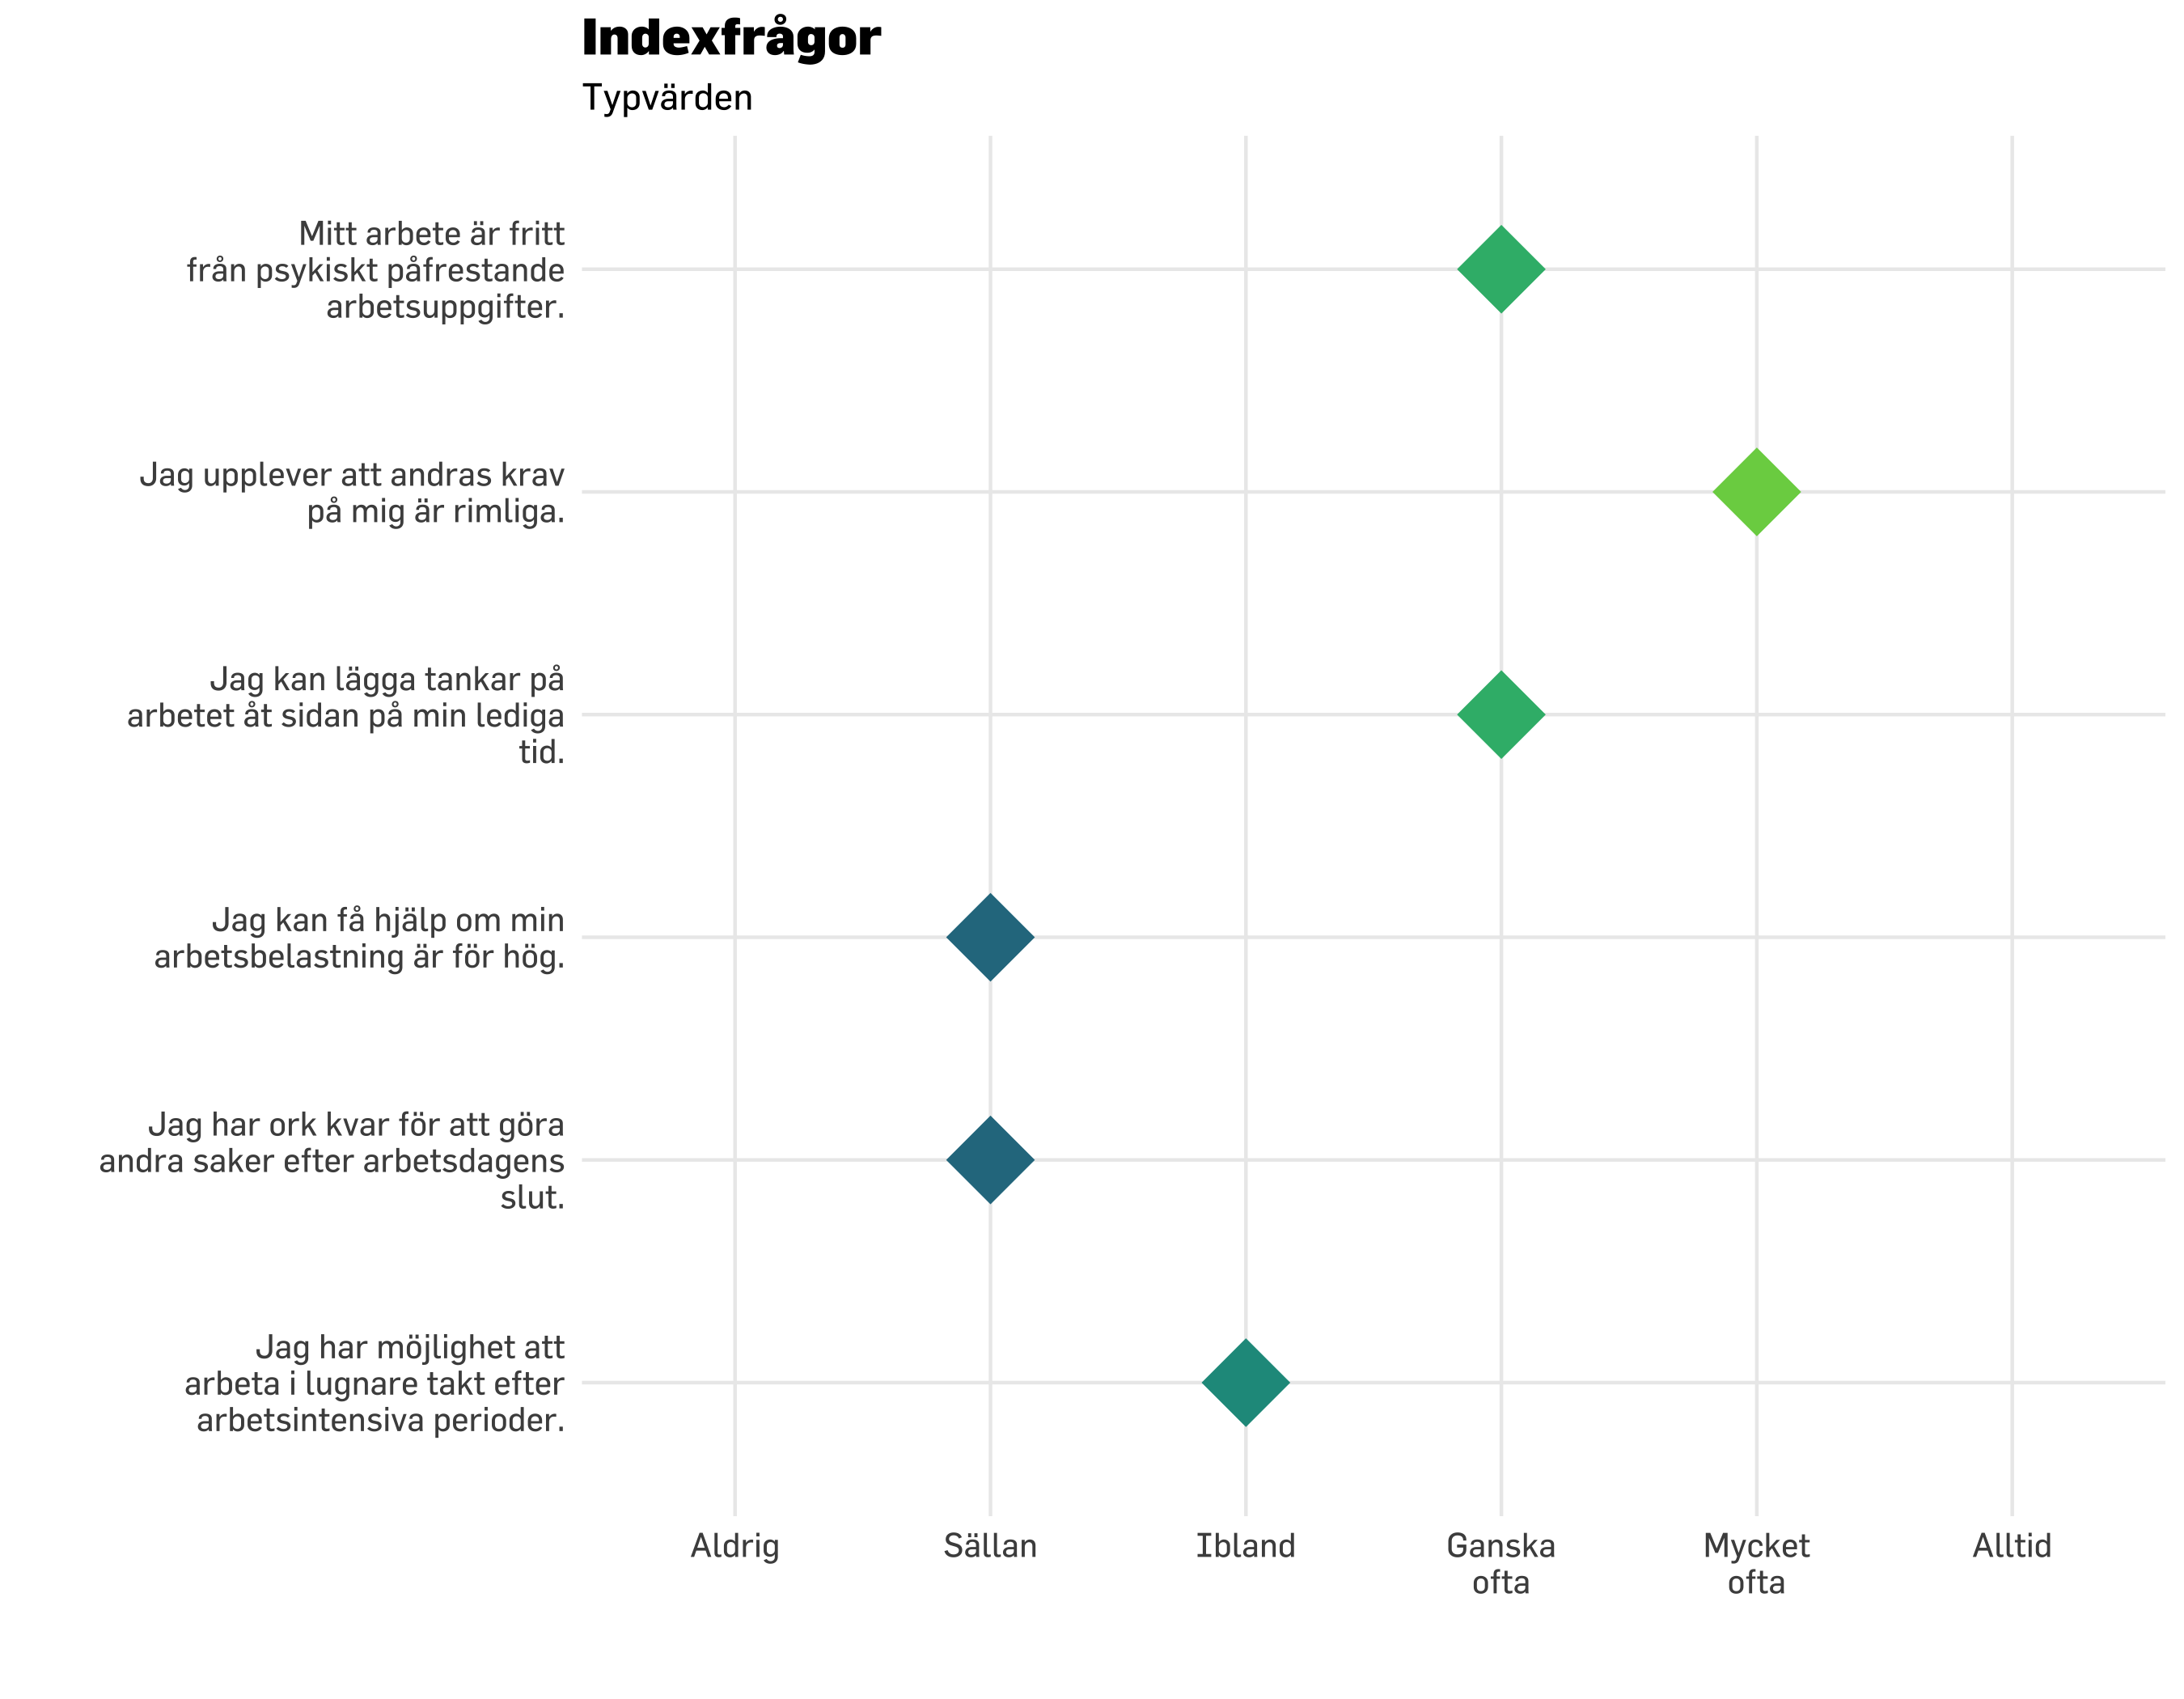 Indexfrågor
Typvärden
Mitt arbete är fritt
från psykiskt påfrestande
arbetsuppgifter.
Jag upplever att andras krav
på mig är rimliga.
Jag kan lägga tankar på
arbetet åt sidan på min lediga
tid.
Jag kan få hjälp om min
arbetsbelastning är för hög.
Jag har ork kvar för att göra
andra saker efter arbetsdagens
slut.
Jag har möjlighet att
arbeta i lugnare takt efter
arbetsintensiva perioder.
Aldrig
Sällan
Ibland
Ganska
ofta
Mycket
ofta
Alltid